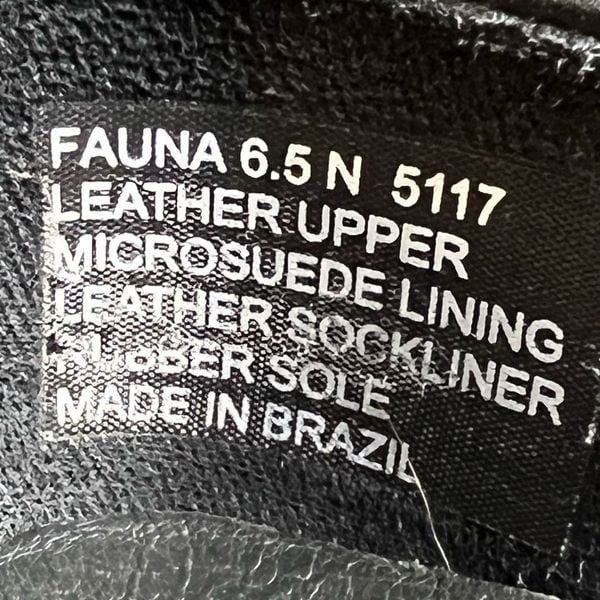 FAUNA 6.5 N 5117
LEATHER UPPER
MICROSUEDE LINING
LEATHER SOCKLINER
RUBBER SOLE
MADE IN BRAZIL